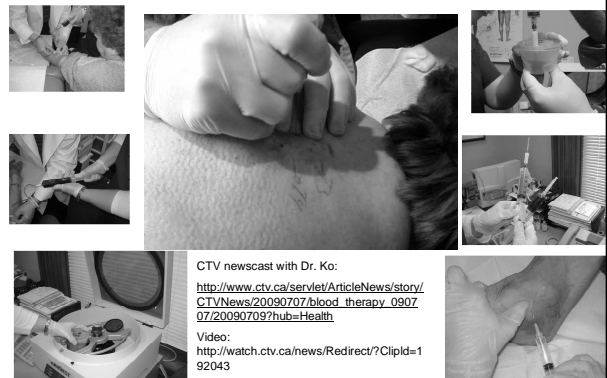 CTV newscast with Dr. Ko:
http://www.ctv.ca/servlet/ArticleNews/story/
CTVNews/20090707/blood_therapy_0907
07/20090709?hub=Health
Video:
http://watch.ctv.ca/news/Redirect/?ClipId=1
92043